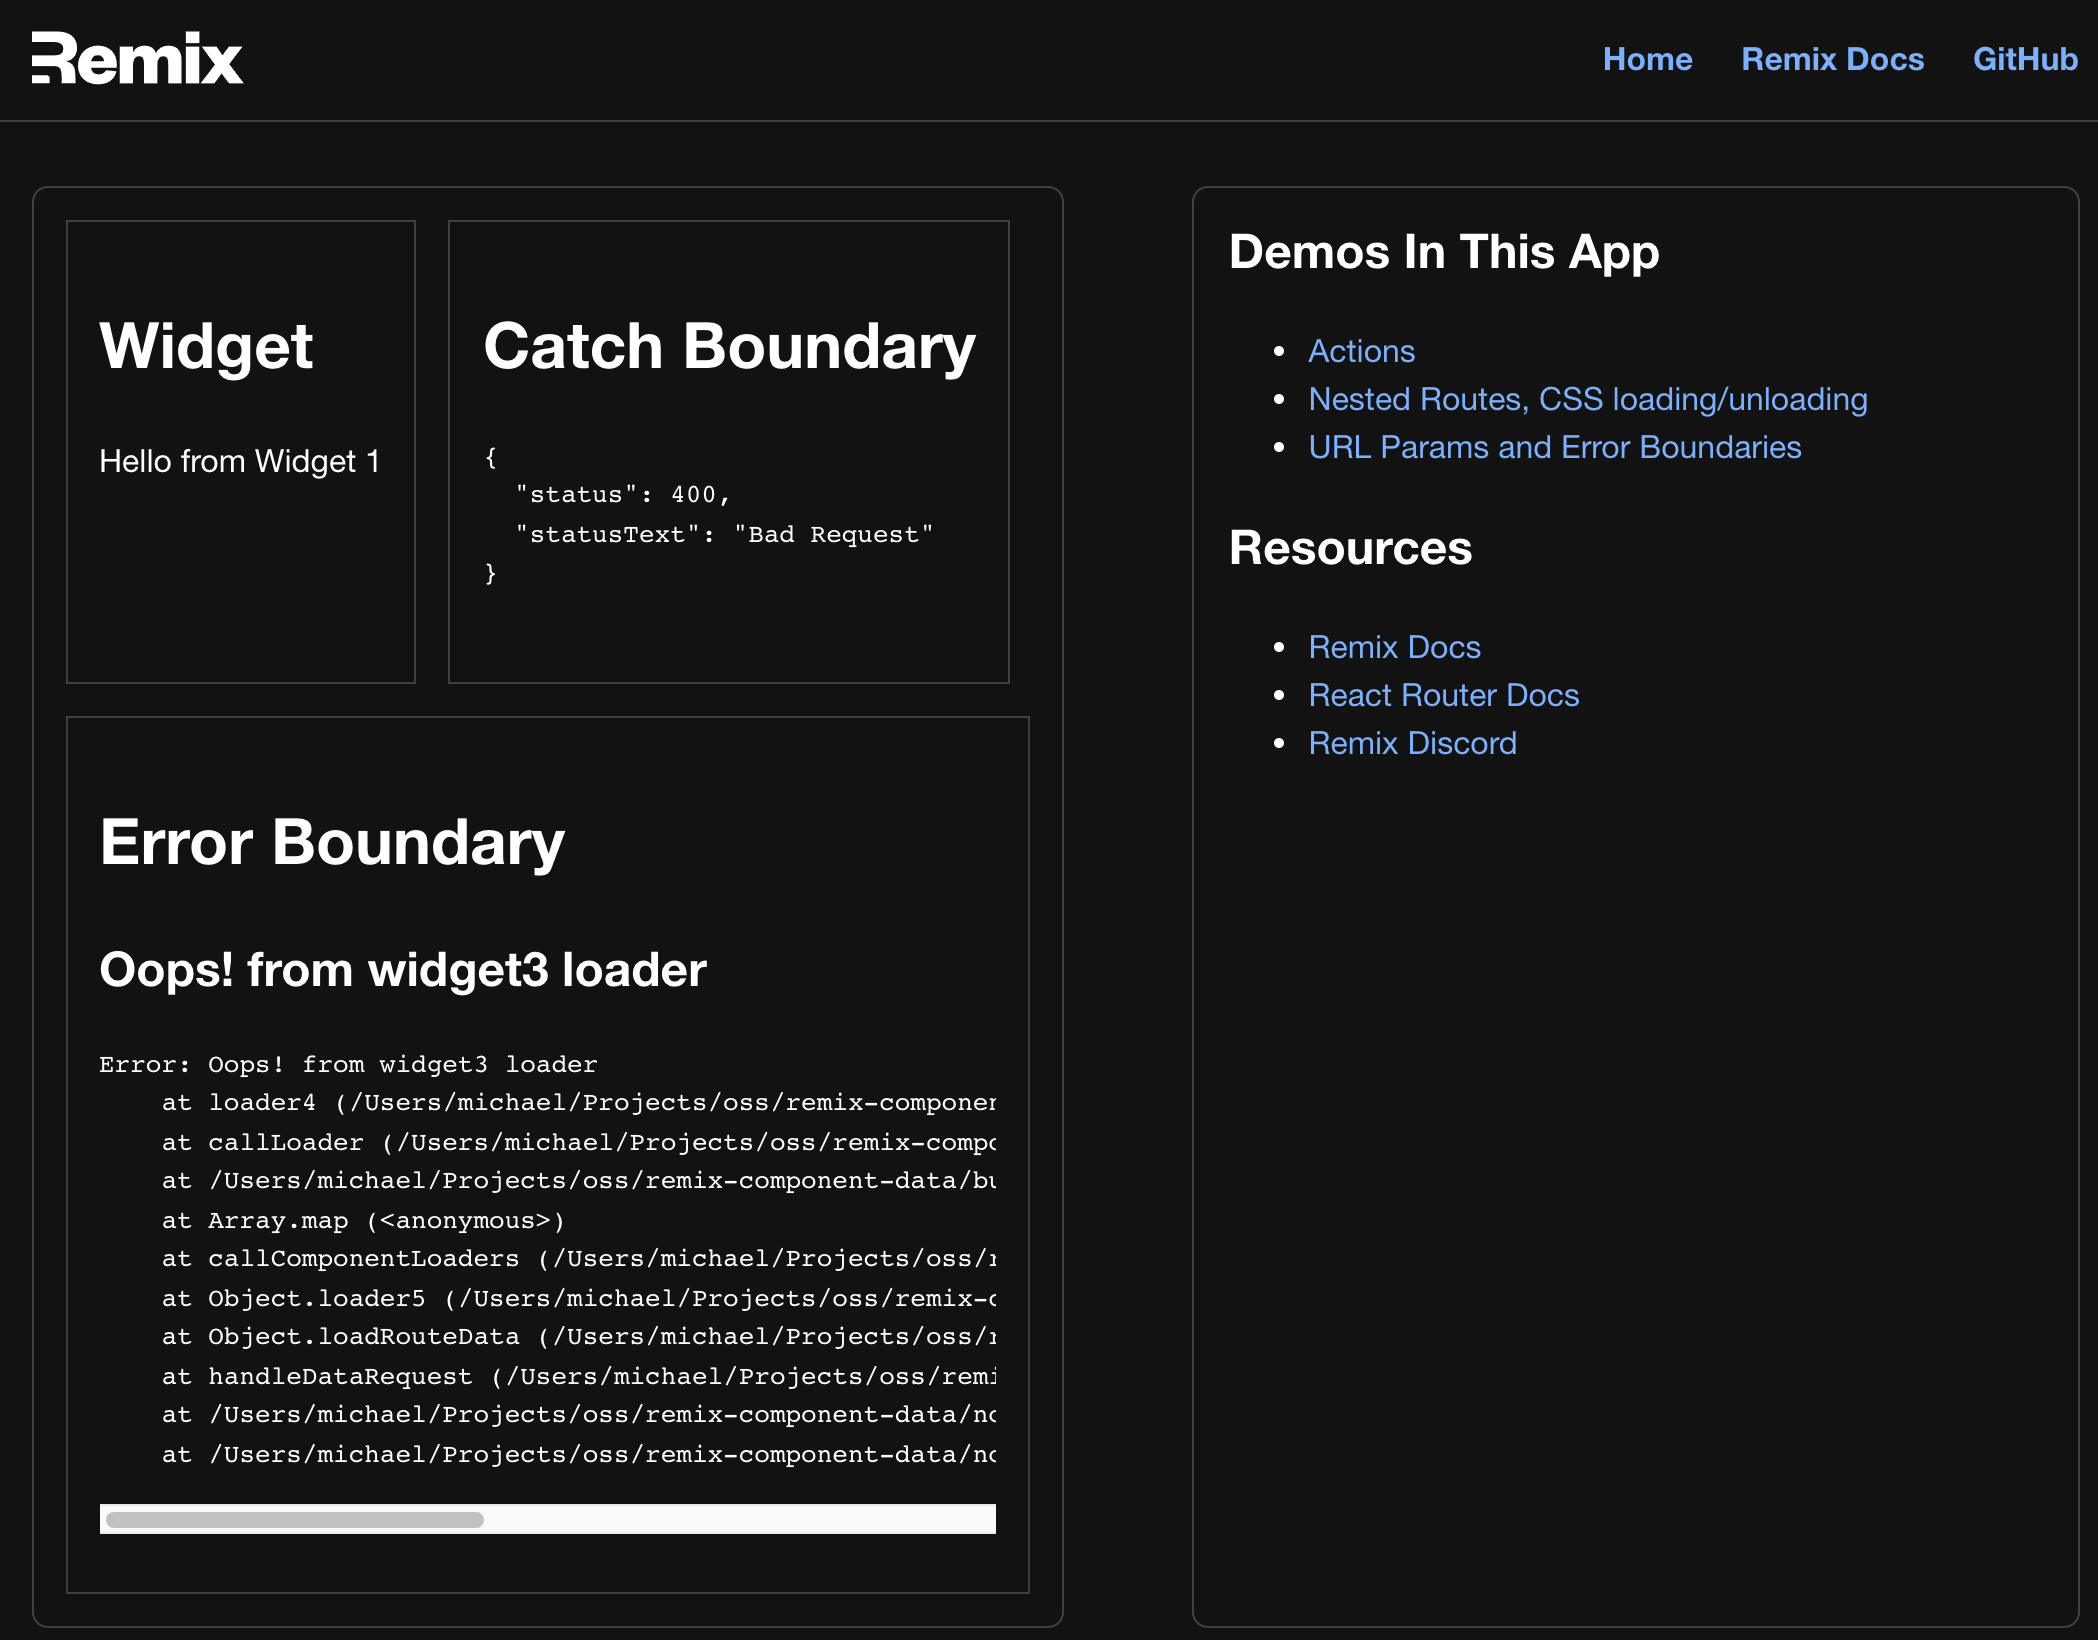 Remix
Home Remix Docs GitHub
Widget
Hello from Widget 1
Catch Boundary
{
  "status": 400,
  "statusText": "Bad Request"
}
Error Boundary
Oops! from widget3 loader
Error: Oops! from widget3 loader
    at loader4 (/Users/michael/Projects/oss/remix-componen
    at callLoader (/Users/michael/Projects/oss/remix-compo
    at /Users/michael/Projects/oss/remix-component-data/bu
    at Array.map (<anonymous>)
    at callComponentLoaders (/Users/michael/Projects/oss/r
    at Object.loader5 (/Users/michael/Projects/oss/remix-c
    at Object.loadRouteData (/Users/michael/Projects/oss/r
    at handleDataRequest (/Users/michael/Projects/oss/remi
    at /Users/michael/Projects/oss/remix-component-data/no
    at /Users/michael/Projects/oss/remix-component-data/no
Demos In This App
• Actions
• Nested Routes, CSS loading/unloading
• URL Params and Error Boundaries
Resources
• Remix Docs
• React Router Docs
• Remix Discord